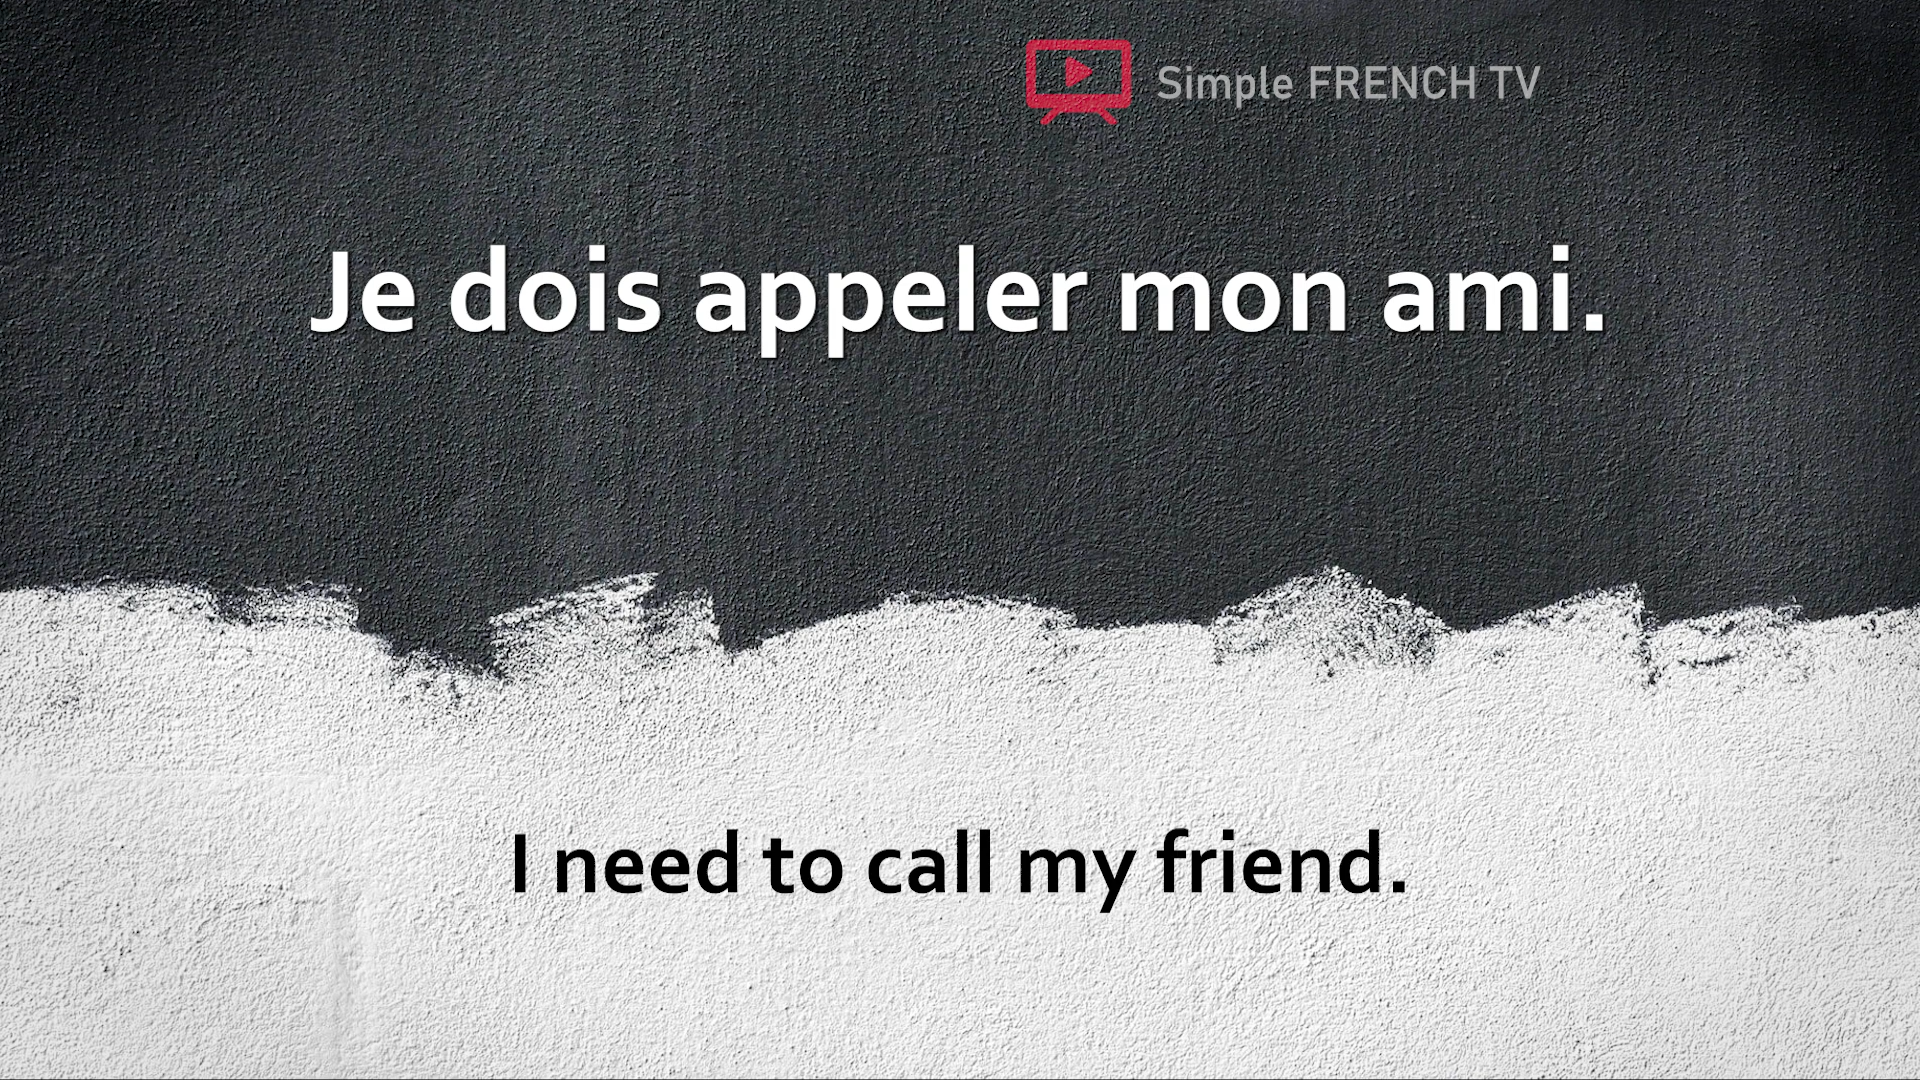 Simple FRENCH TV
Je dois appeler mon ami.
I need to call my friend.